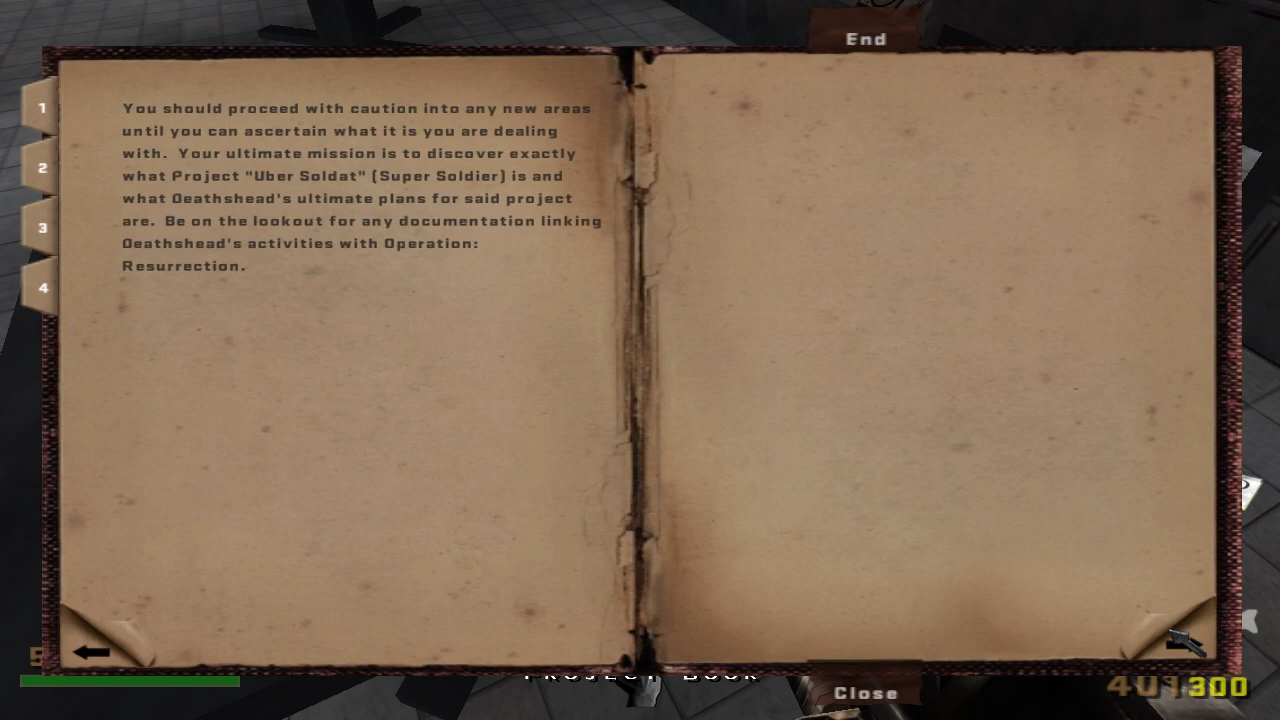 End
1
2
3
4
You should proceed with caution into any new areas
until you can ascertain what it is you are dealing
with. Your ultimate mission is to discover exactly
what Project "Uber Soldat" (Super Soldier) is and
what Deathshead's ultimate plans for said project
are. Be on the lookout for any documentation linking
Deathshead's activities with Operation:
Resurrection.
PROJECT BOOK
Close
300